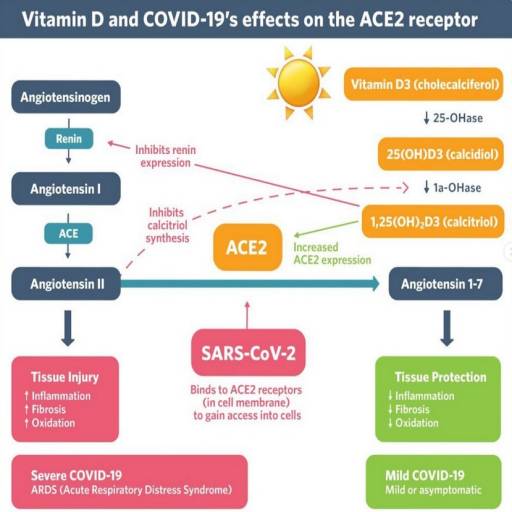 Vitamin D and COVID-19's effects on the ACE2 receptor
Angiotensinogen
Renin
Angiotensin I
ACE
Angiotensin II
Inhibits renin
expression
Inhibits
calcitriol
synthesis
Vitamin D3 (cholecalciferol)
↓ 25-OHase
25(OH)D3 (calcidiol)
↓ 1a-OHase
1,25(OH)₂D3 (calcitriol)
ACE2
Increased
ACE2 expression
Angiotensin 1-7
SARS-CoV-2
Binds to ACE2 receptors
(in cell membrane)
to gain access into cells
Tissue Injury
↑ Inflammation
↑ Fibrosis
↑ Oxidation
Tissue Protection
↓ Inflammation
↓ Fibrosis
↓ Oxidation
Severe COVID-19
ARDS (Acute Respiratory Distress Syndrome)
Mild COVID-19
Mild or asymptomatic